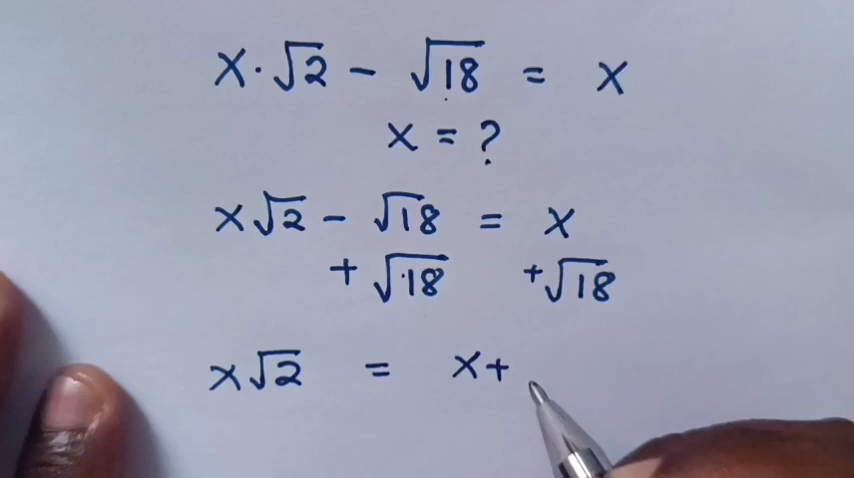 x · √2 − √18 = x
x = ?
x√2 − √18 = x
+ √18 +√18
x√2 = x+